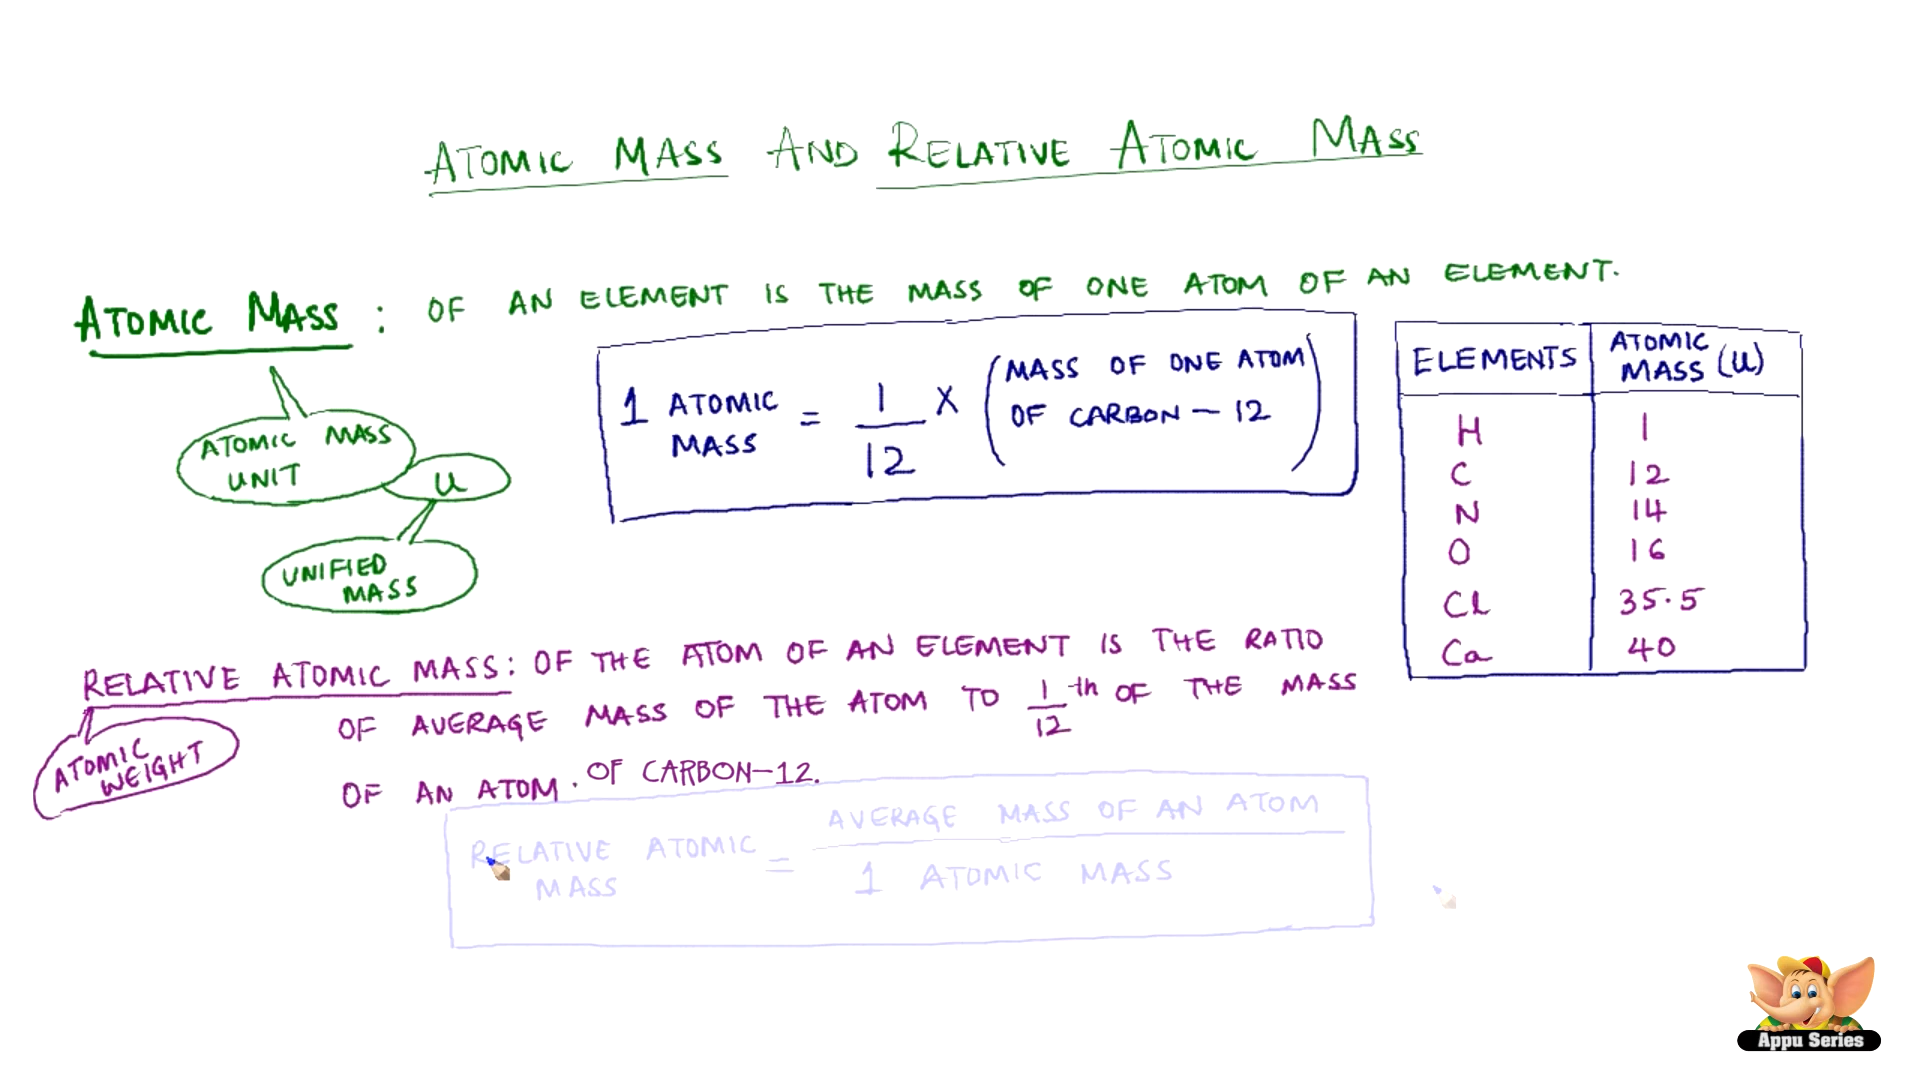 ATOMIC MASS AND RELATIVE ATOMIC MASS
ATOMIC MASS : OF AN ELEMENT IS THE MASS OF ONE ATOM OF AN ELEMENT.
ATOMIC MASS
UNIT
u
UNIFIED
MASS
1 ATOMIC MASS = 1/12 × (MASS OF ONE ATOM
OF CARBON - 12)
ELEMENTS ATOMIC MASS (u)
H 1
C 12
N 14
O 16
Cl 35.5
Ca 40
RELATIVE ATOMIC MASS : OF THE ATOM OF AN ELEMENT IS THE RATIO
OF AVERAGE MASS OF THE ATOM TO 1/12 th OF THE MASS
OF AN ATOM. OF CARBON-12.
ATOMIC
WEIGHT
RELATIVE ATOMIC MASS = AVERAGE MASS OF AN ATOM
1 ATOMIC MASS
Appu Series